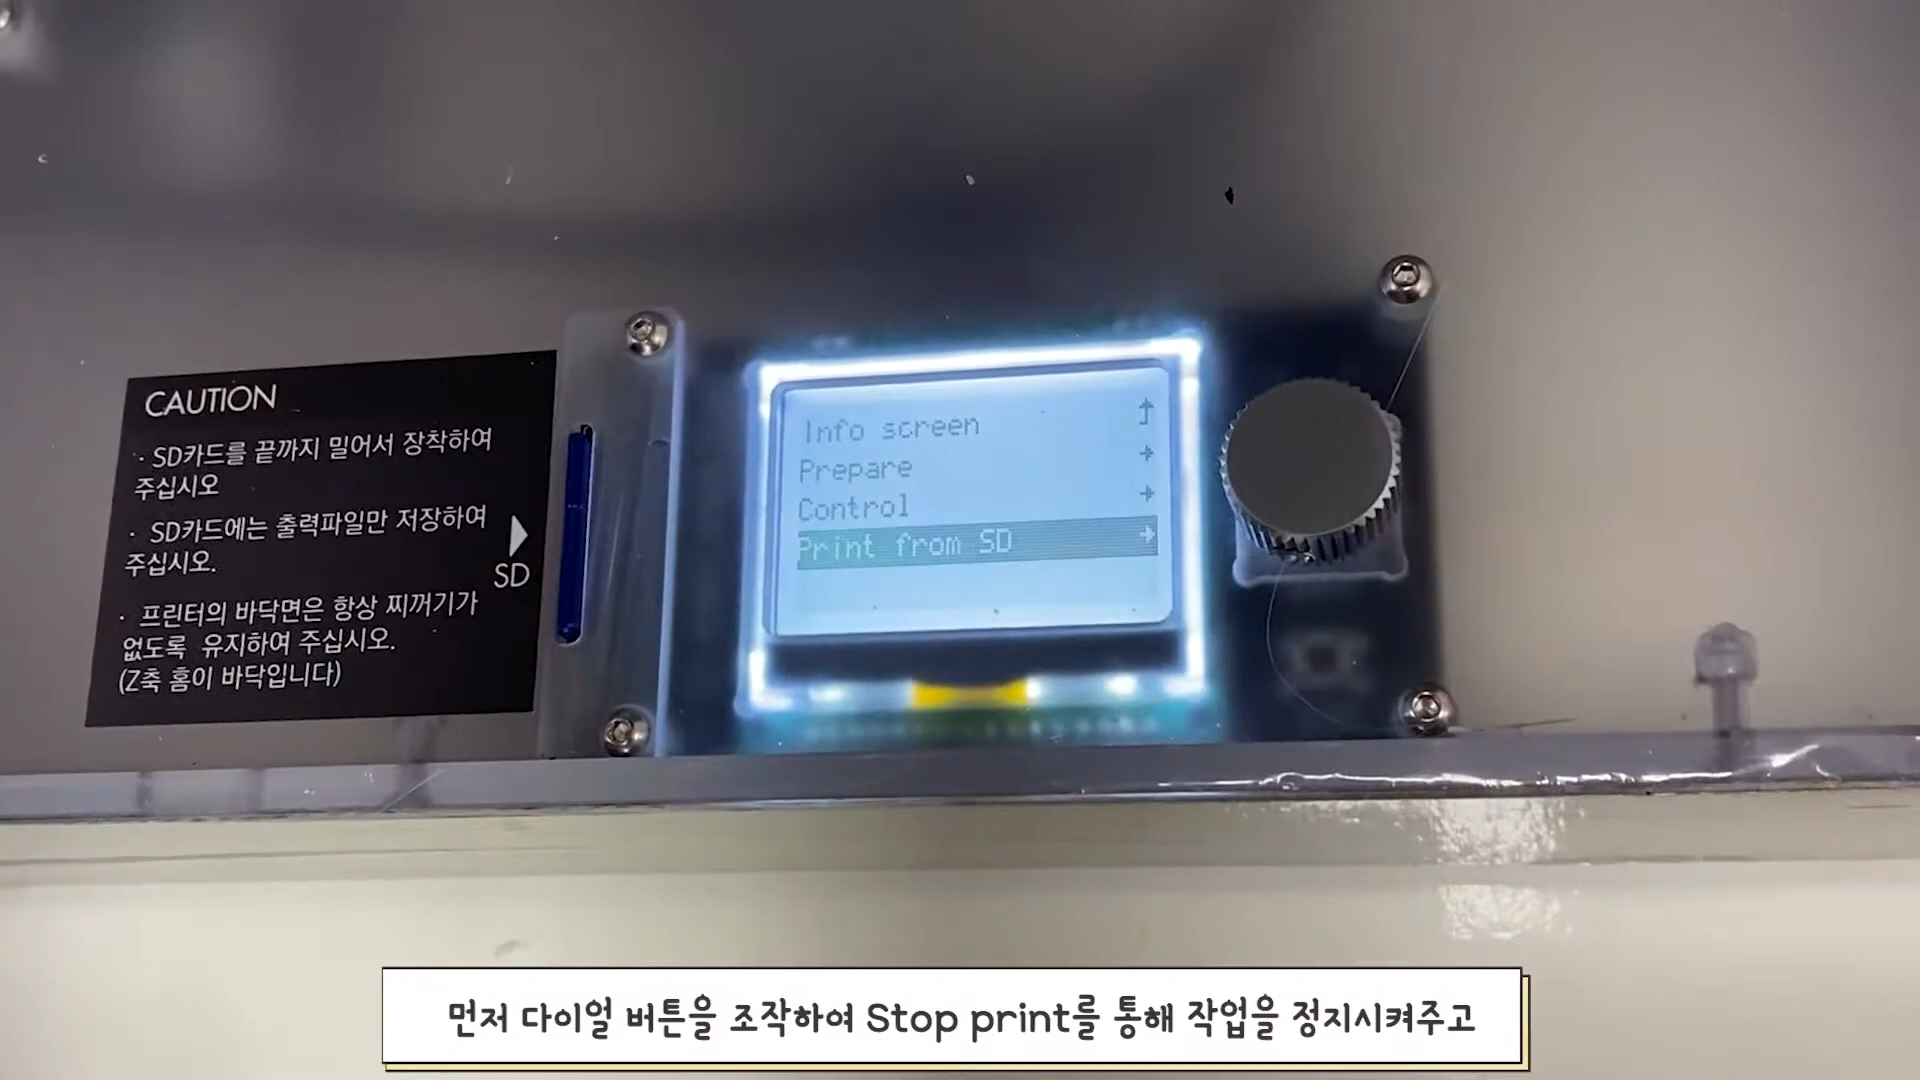 CAUTION
· SD카드를 끝까지 밀어서 장착하여
주십시오
· SD카드에는 출력파일만 저장하여
주십시오.
SD
· 프린터의 바닥면은 항상 찌꺼기가
없도록 유지하여 주십시오.
(Z축 홈이 바닥입니다)
Info screen
Prepare
Control
Print from SD
먼저 다이얼 버튼을 조작하여 Stop print를 통해 작업을 정지시켜주고